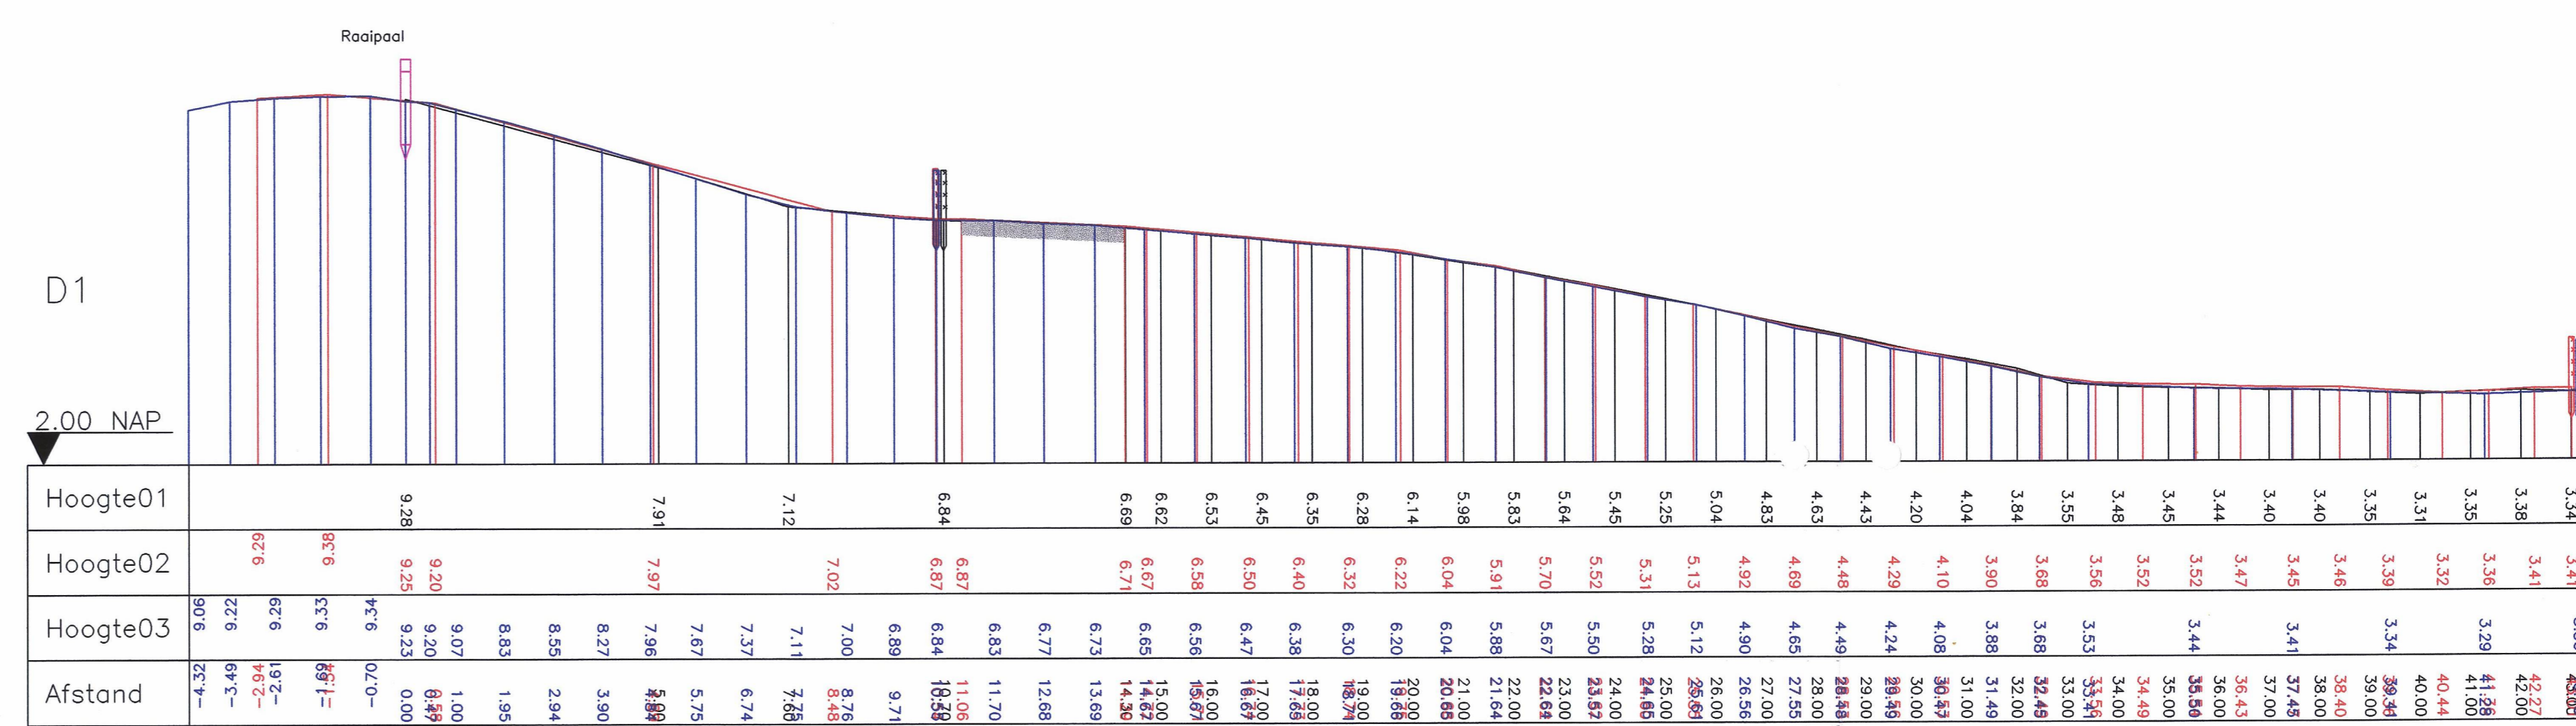 Raaipaal
D1
2.00 NAP
Hoogte01 9.28 7.91 7.12 6.84 6.69 6.62 6.53 6.45 6.35 6.28 6.14 5.98 5.83 5.64 5.45 5.25 5.04 4.83 4.63 4.43 4.20 4.04 3.84 3.55 3.48 3.45 3.44 3.40 3.40 3.35 3.31 3.35 3.38 3.34
Hoogte02 9.29 9.38 9.25 9.20 7.97 7.02 6.87 6.87 6.71 6.67 6.58 6.50 6.40 6.32 6.22 6.04 5.91 5.70 5.52 5.31 5.13 4.92 4.69 4.48 4.29 4.10 3.90 3.68 3.56 3.52 3.52 3.47 3.45 3.46 3.39 3.32 3.36 3.41 3.41
Hoogte03 9.06 9.22 9.29 9.33 9.34 9.23 9.20 9.07 8.83 8.55 8.27 7.96 7.67 7.37 7.11 7.00 6.89 6.84 6.83 6.77 6.73 6.65 6.56 6.47 6.38 6.30 6.20 6.04 5.88 5.67 5.50 5.28 5.12 4.90 4.65 4.49 4.24 4.08 3.88 3.68 3.53 3.44 3.41 3.34 3.29
Afstand -4.32 -3.49 -2.94 -2.61 -0.70 0.00 1.00 1.95 2.94 3.90 5.75 6.74 8.48 8.76 9.71 11.06 11.70 12.68 13.69 15.00 16.00 17.00 18.00 19.00 20.00 21.00 21.64 22.00 23.00 24.00 25.00 26.00 26.56 27.00 27.55 28.00 29.00 30.00 31.00 31.49 32.00 33.00 34.00 34.49 35.00 36.00 36.43 37.00 38.00 38.40 39.00 40.00 40.44 41.00 42.00 42.27